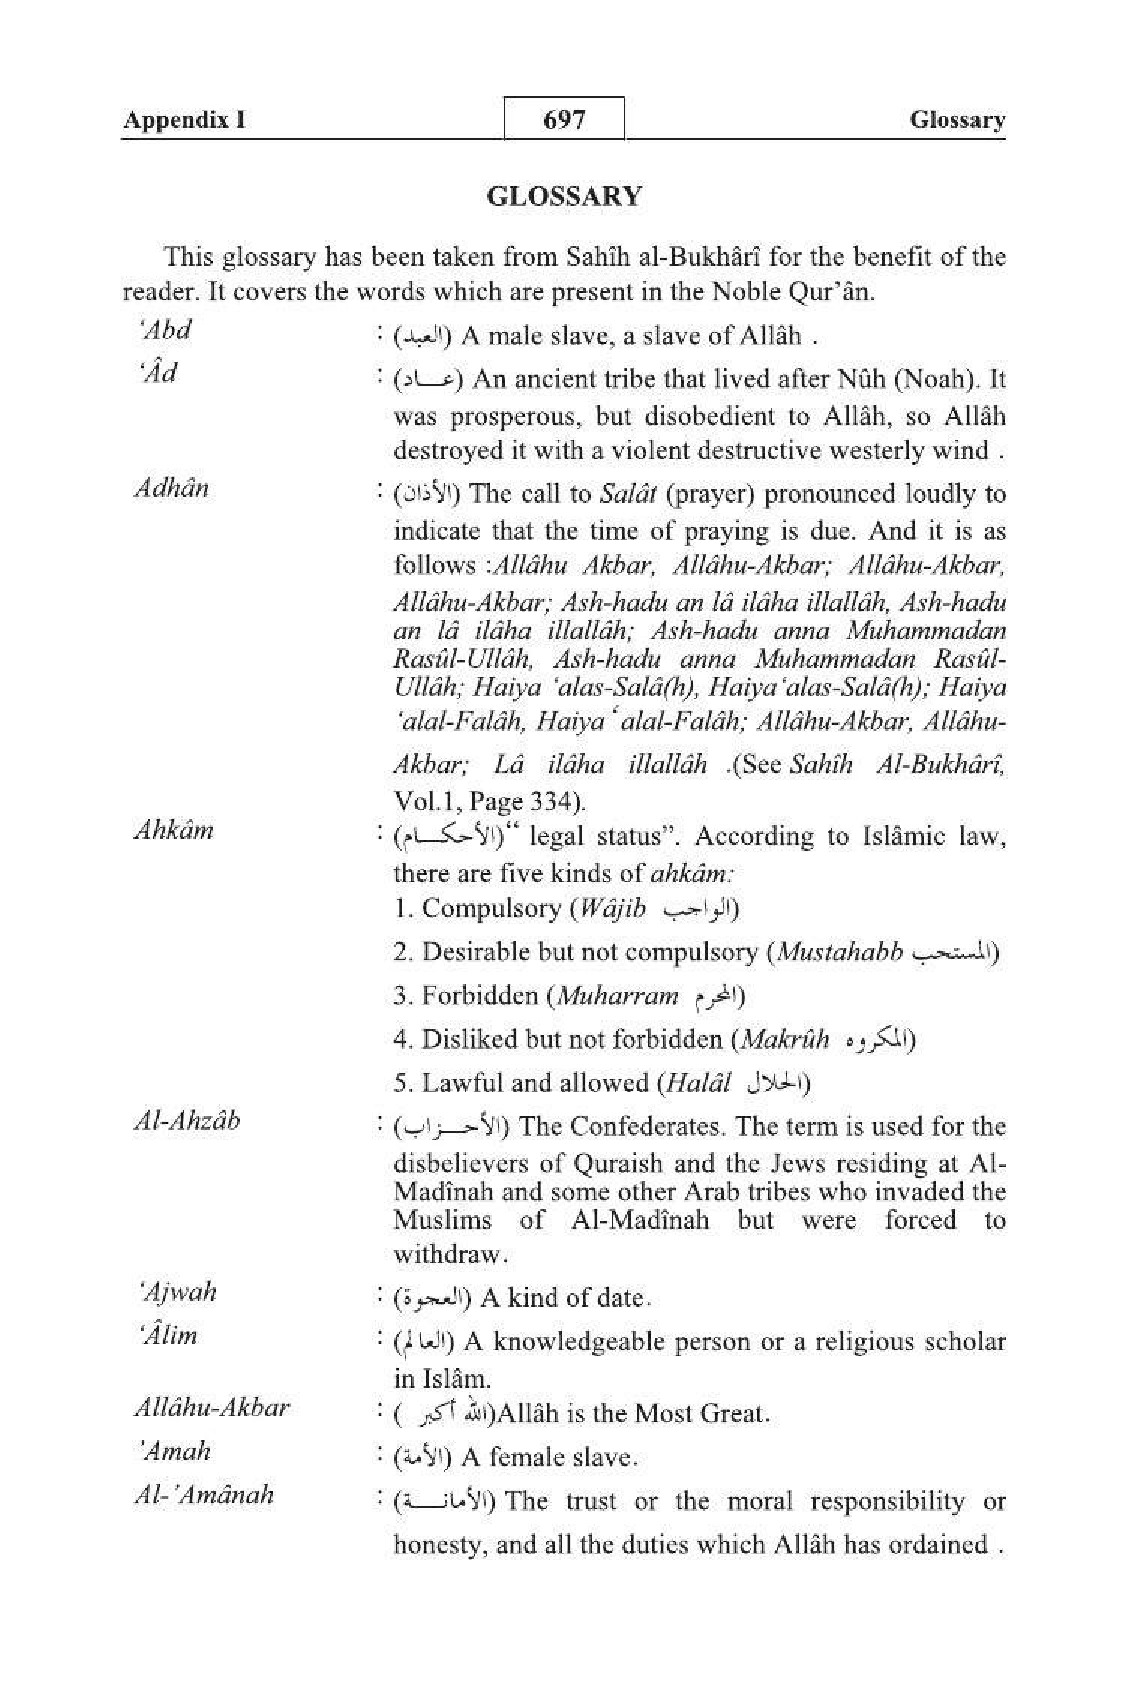 Appendix I 697 Glossary
GLOSSARY
This glossary has been taken from Sahîh al-Bukhârî for the benefit of the
reader. It covers the words which are present in the Noble Qur’ân.
‘Abd : (العبد) A male slave, a slave of Allâh .
‘Âd : (عـــاد) An ancient tribe that lived after Nûh (Noah). It
was prosperous, but disobedient to Allâh, so Allâh
destroyed it with a violent destructive westerly wind .
Adhân : (الأذان) The call to Salât (prayer) pronounced loudly to
indicate that the time of praying is due. And it is as
follows :Allâhu Akbar, Allâhu-Akbar; Allâhu-Akbar,
Allâhu-Akbar; Ash-hadu an lâ ilâha illallâh, Ash-hadu
an lâ ilâha illallâh; Ash-hadu anna Muhammadan
Rasûl-Ullâh, Ash-hadu anna Muhammadan Rasûl-
Ullâh; Haiya ‘alas-Salâ(h), Haiya‘alas-Salâ(h); Haiya
‘alal-Falâh, Haiya ‘alal-Falâh; Allâhu-Akbar, Allâhu-
Akbar; Lâ ilâha illallâh .(See Sahîh Al-Bukhârî,
Vol.1, Page 334).
Ahkâm : (الأحكـــام)“ legal status”. According to Islâmic law,
there are five kinds of ahkâm:
1. Compulsory (Wâjib الواجب)
2. Desirable but not compulsory (Mustahabb المستحب)
3. Forbidden (Muharram المحرم)
4. Disliked but not forbidden (Makrûh المكروه)
5. Lawful and allowed (Halâl الحلال)
Al-Ahzâb : (الأحـــزاب) The Confederates. The term is used for the
disbelievers of Quraish and the Jews residing at Al-
Madînah and some other Arab tribes who invaded the
Muslims of Al-Madînah but were forced to
withdraw.
‘Ajwah : (العجوة) A kind of date.
‘Âlim : (العالم) A knowledgeable person or a religious scholar
in Islâm.
Allâhu-Akbar : ( الله أكبر)Allâh is the Most Great.
’Amah : (الأمة) A female slave.
Al-’Amânah : (الأمانـــة) The trust or the moral responsibility or
honesty, and all the duties which Allâh has ordained .